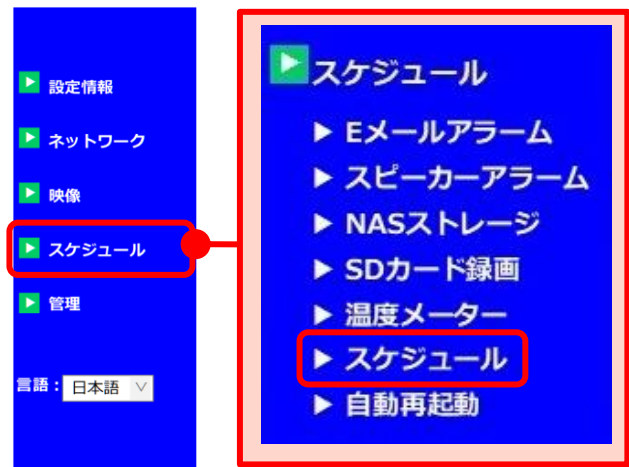 設定情報
ネットワーク
映像
スケジュール
管理
言語：日本語
スケジュール
Eメールアラーム
スピーカーアラーム
NASストレージ
SDカード録画
温度メーター
スケジュール
自動再起動